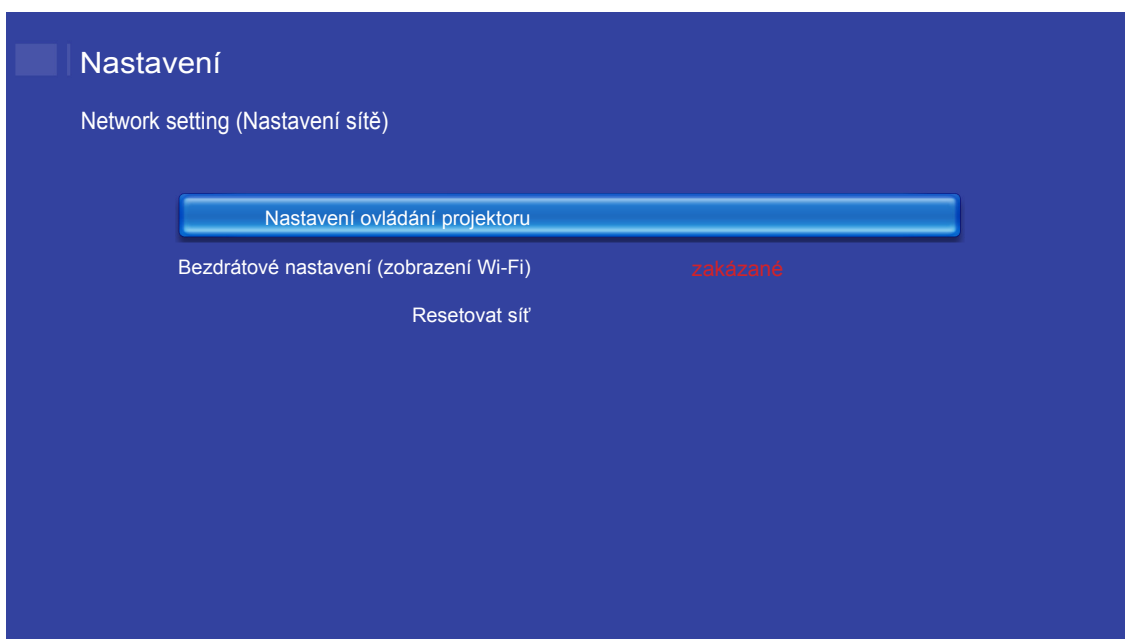 Nastavení
Network setting (Nastavení sítě)
Nastavení ovládání projektoru
Bezdrátové nastavení (zobrazení Wi-Fi) zakázané
Resetovat síť